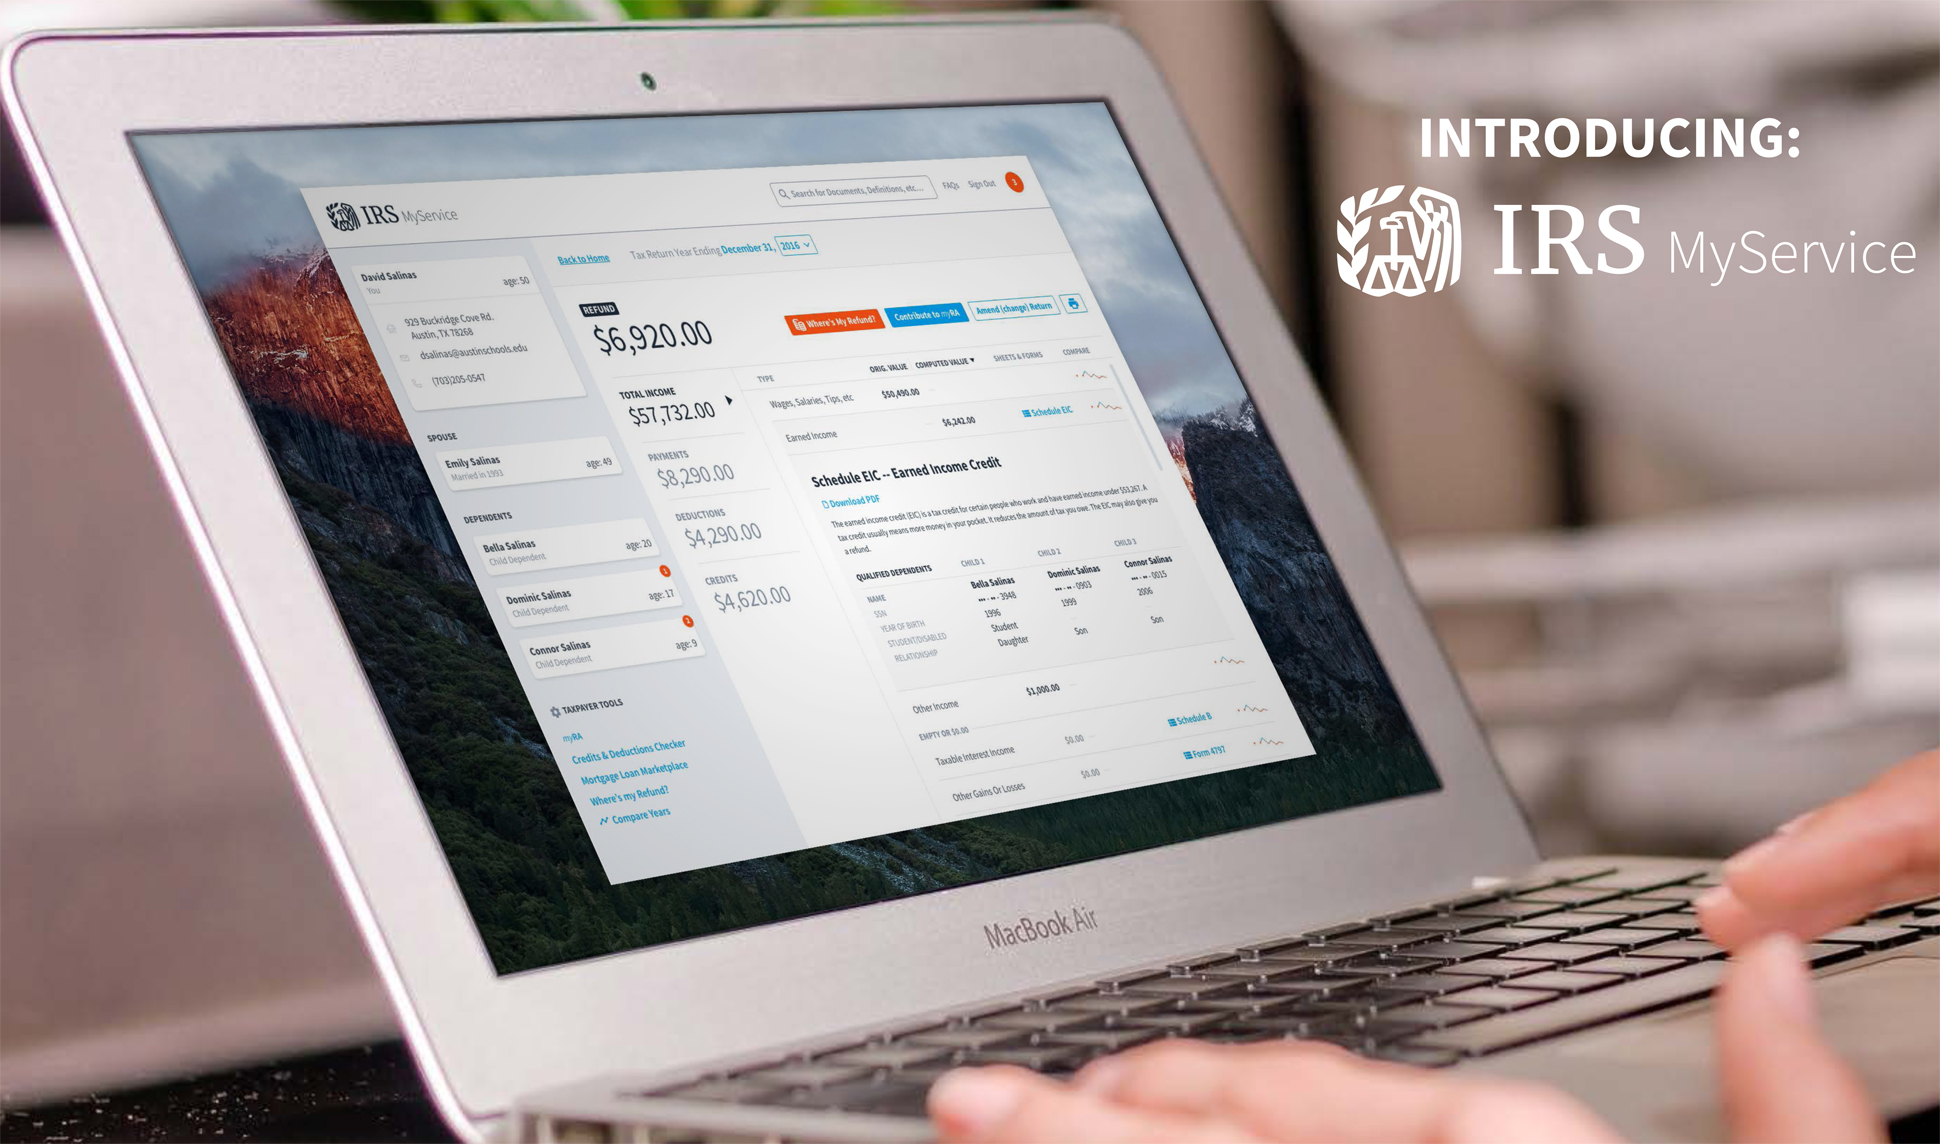 INTRODUCING:
IRS MyService
IRS MyService
Search for Documents, Definitions, etc...
FAQs
Sign Out
3
David Salinas
You
age: 50
929 Buckridge Cove Rd.
Austin, TX 78268
dsalinas@austinschools.edu
(703)205-0547
SPOUSE
Emily Salinas
Married in 1993
age: 49
DEPENDENTS
Bella Salinas
Child Dependent
age: 20
1
Dominic Salinas
Child Dependent
age: 17
2
Connor Salinas
Child Dependent
age: 9
TAXPAYER TOOLS
myRA
Credits & Deductions Checker
Mortgage Loan Marketplace
Where's my Refund?
Compare Years
Back to Home
Tax Return Year Ending December 31, 2016
REFUND
$6,920.00
Where's My Refund?
Contribute to myRA
Amend (change) Return
TOTAL INCOME
$57,732.00
PAYMENTS
$8,290.00
DEDUCTIONS
$4,290.00
CREDITS
$4,620.00
TYPE ORIG. VALUE COMPUTED VALUE ▼ SHEETS & FORMS COMPARE
Wages, Salaries, Tips, etc $50,490.00
Earned Income $6,242.00 Schedule EIC
Schedule EIC -- Earned Income Credit
Download PDF
The earned income credit (EIC) is a tax credit for certain people who work and have earned income under $53,267. A
tax credit usually means more money in your pocket. It reduces the amount of tax you owe. The EIC may also give you
a refund.
QUALIFIED DEPENDENTS CHILD 1 CHILD 2 CHILD 3
NAME Bella Salinas Dominic Salinas Connor Salinas
SSN ••• - •• - 3948 ••• - •• - 0903 ••• - •• - 0015
YEAR OF BIRTH 1996 1999 2006
STUDENT/DISABLED Student
RELATIONSHIP Daughter Son Son
Other Income $1,000.00
EMPTY OR $0.00
Taxable Interest Income $0.00 Schedule B
Other Gains Or Losses $0.00 Form 4797
MacBook Air